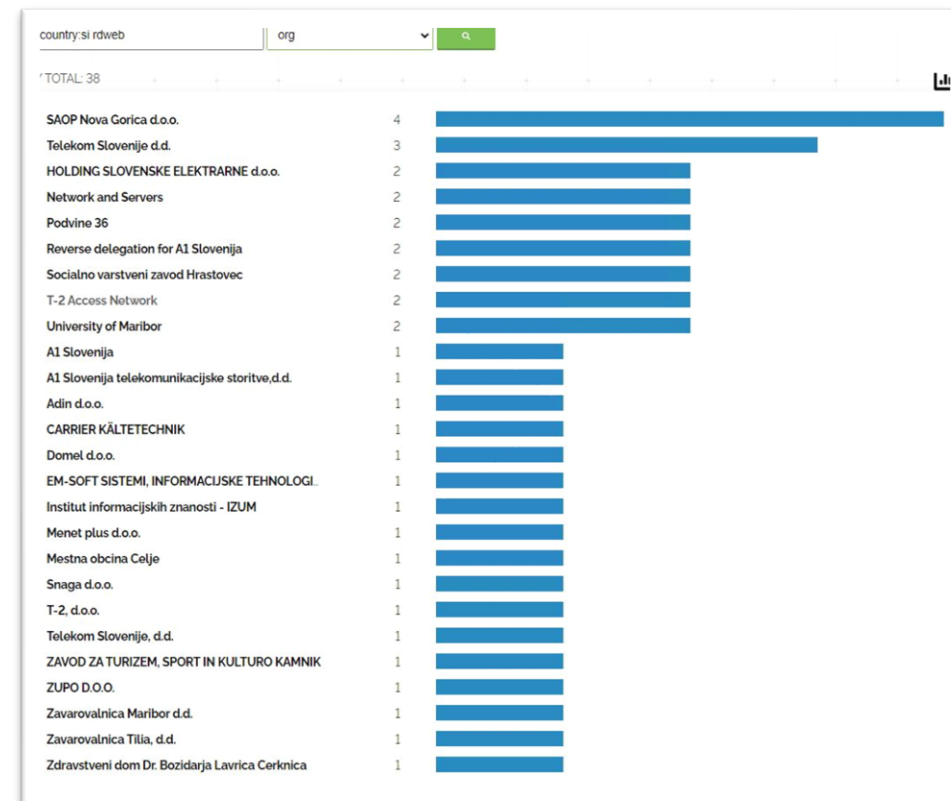 country:si rdweb org
TOTAL: 38
SAOP Nova Gorica d.o.o. 4
Telekom Slovenije d.d. 3
HOLDING SLOVENSKE ELEKTRARNE d.o.o. 2
Network and Servers 2
Podvine 36 2
Reverse delegation for A1 Slovenija 2
Socialno varstveni zavod Hrastovec 2
T-2 Access Network 2
University of Maribor 2
A1 Slovenija 1
A1 Slovenija telekomunikacijske storitve,d.d. 1
Adin d.o.o. 1
CARRIER KÄLTETECHNIK 1
Domel d.o.o. 1
EM-SOFT SISTEMI, INFORMACIJSKE TEHNOLOGI.. 1
Institut informacijskih znanosti - IZUM 1
Menet plus d.o.o. 1
Mestna obcina Celje 1
Snaga d.o.o. 1
T-2, d.o.o. 1
Telekom Slovenije, d.d. 1
ZAVOD ZA TURIZEM, SPORT IN KULTURO KAMNIK 1
ZUPO D.O.O. 1
Zavarovalnica Maribor d.d. 1
Zavarovalnica Tilia, d.d. 1
Zdravstveni dom Dr. Bozidarja Lavrica Cerknica 1